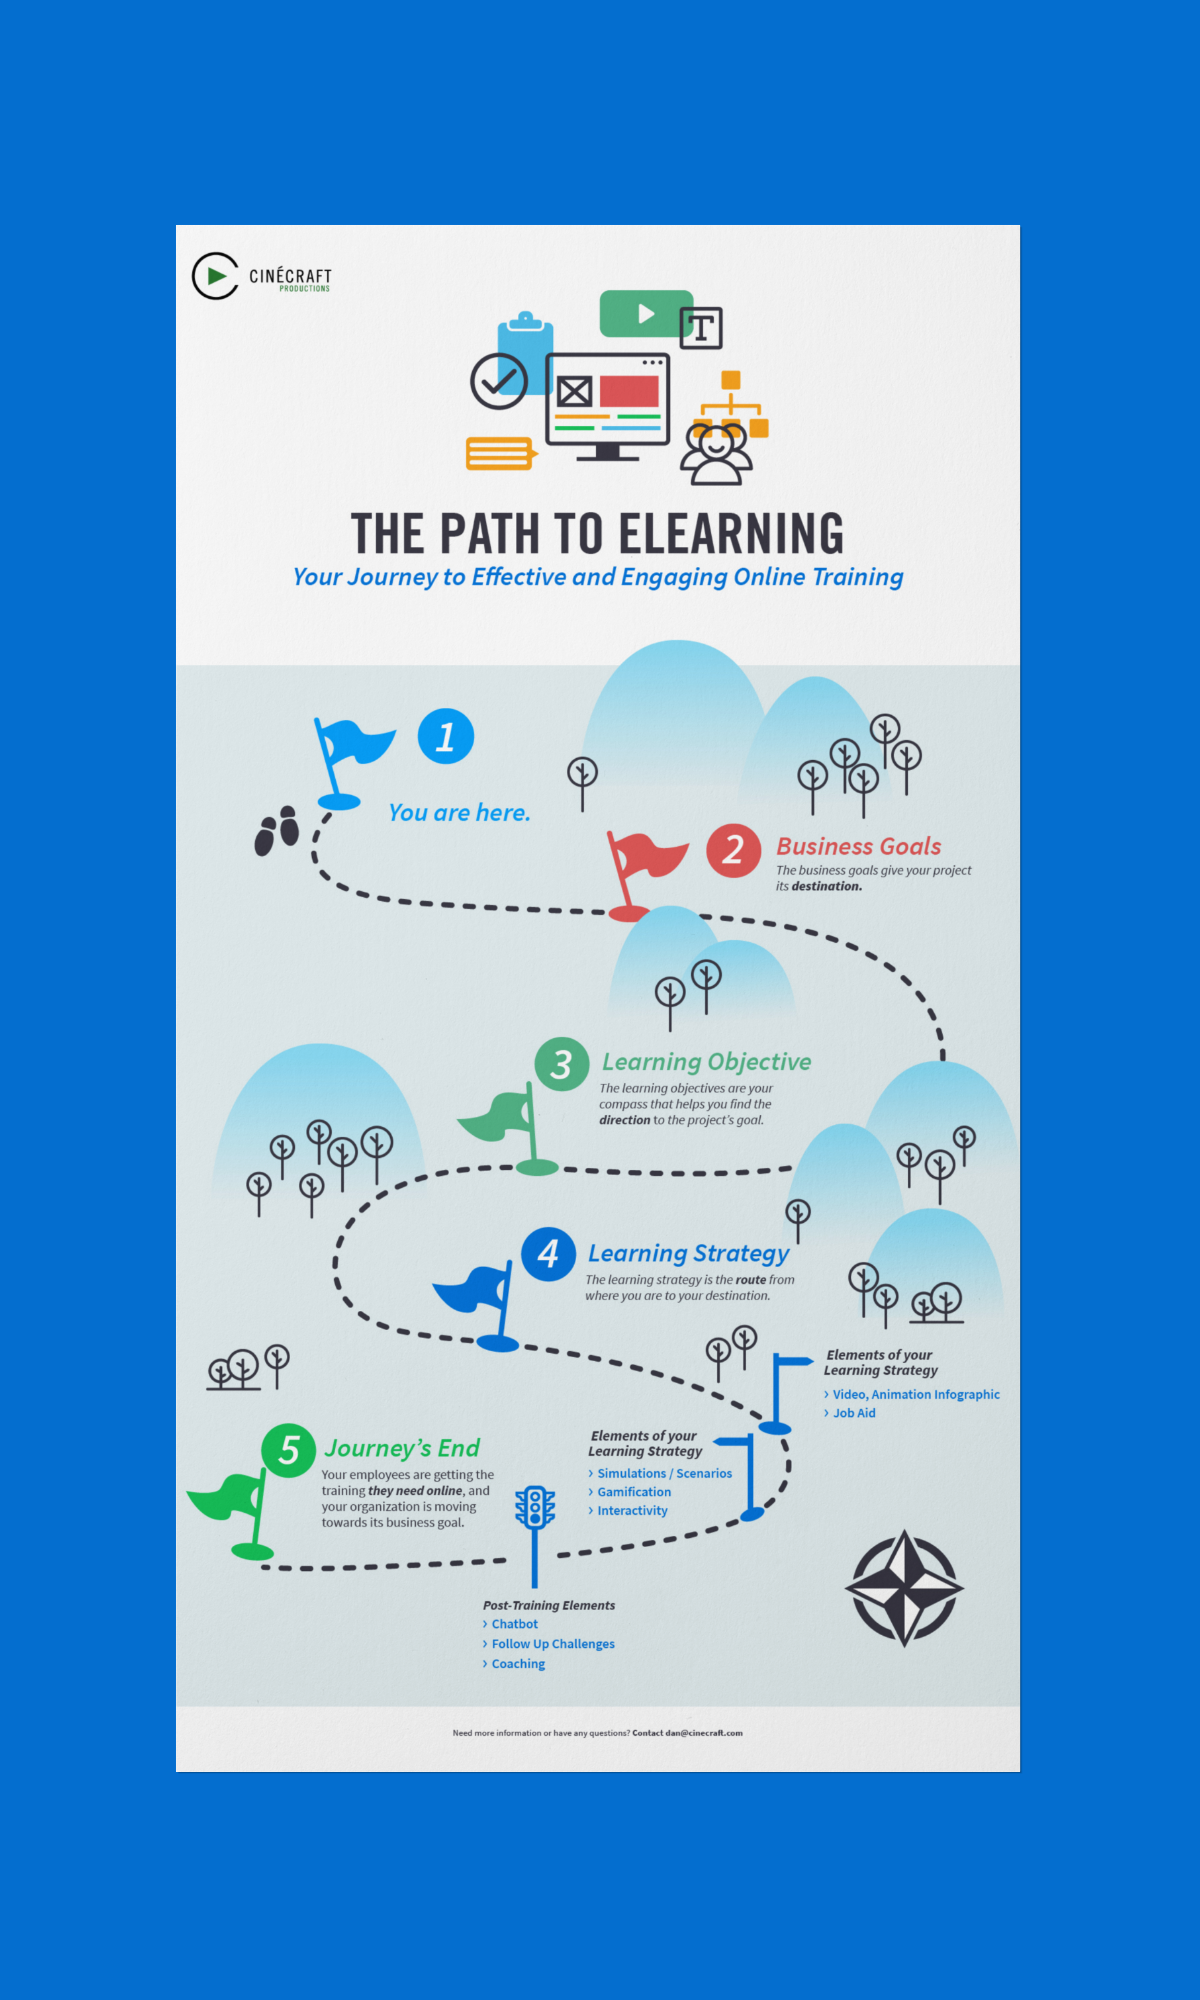 CINÉCRAFT
PRODUCTIONS
T
THE PATH TO ELEARNING
Your Journey to Effective and Engaging Online Training
1
You are here.
2
Business Goals
The business goals give your project
its destination.
3
Learning Objective
The learning objectives are your
compass that helps you find the
direction to the project's goal.
4
Learning Strategy
The learning strategy is the route from
where you are to your destination.
Elements of your
Learning Strategy
› Video, Animation Infographic
› Job Aid
Elements of your
Learning Strategy
› Simulations / Scenarios
› Gamification
› Interactivity
5
Journey's End
Your employees are getting the
training they need online, and
your organization is moving
towards its business goal.
Post-Training Elements
› Chatbot
› Follow Up Challenges
› Coaching
Need more information or have any questions? Contact dan@cinecraft.com